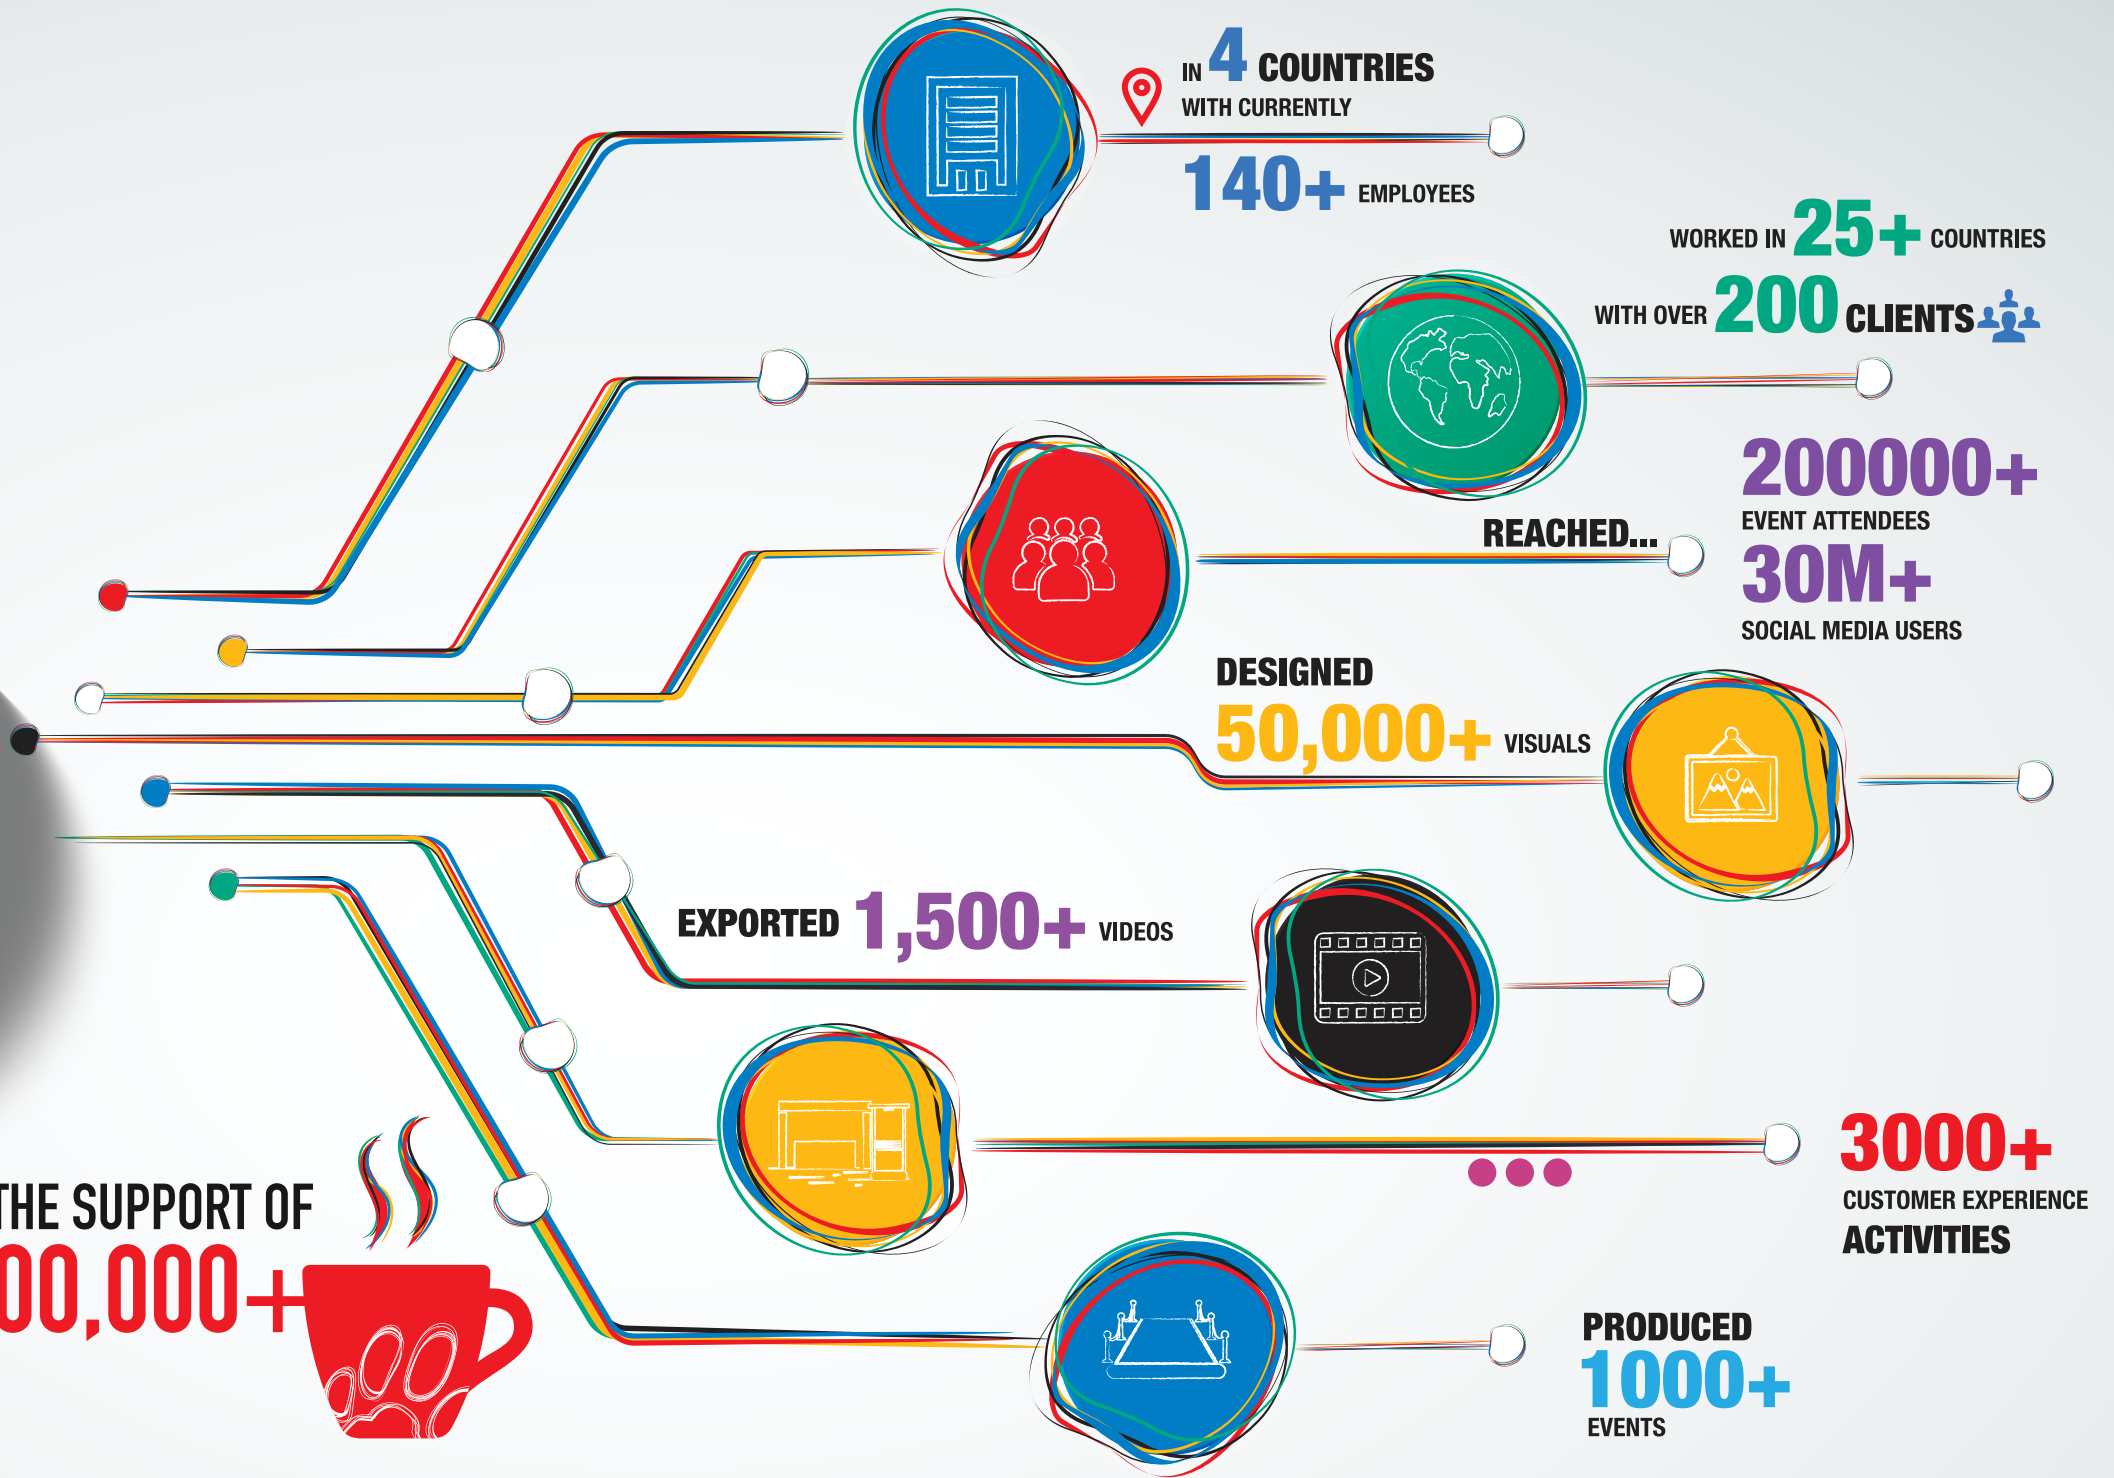 IN 4 COUNTRIES
WITH CURRENTLY
140+ EMPLOYEES
WORKED IN 25+ COUNTRIES
WITH OVER 200 CLIENTS
REACHED...
200000+
EVENT ATTENDEES
30M+
SOCIAL MEDIA USERS
DESIGNED
50,000+ VISUALS
EXPORTED 1,500+ VIDEOS
3000+
CUSTOMER EXPERIENCE
ACTIVITIES
THE SUPPORT OF
00,000+
PRODUCED
1000+
EVENTS